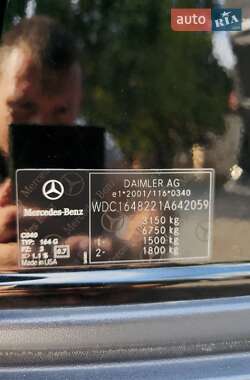 auto.RIA.com
DAIMLER AG
e1*2001/116*0340
WDC1648221A642059
3150 kg
6750 kg
1- 1500 kg
2- 1800 kg
Mercedes-Benz
TYP: 164 G
Made in USA